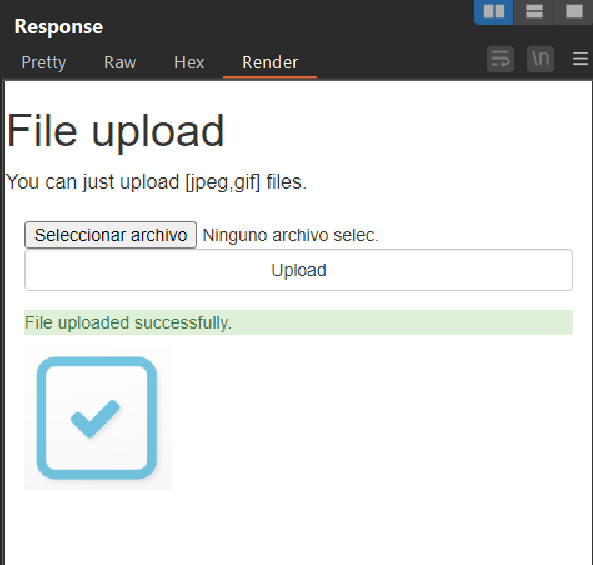 Response
Pretty Raw Hex Render
\n
File upload
You can just upload [jpeg,gif] files.
Seleccionar archivo Ninguno archivo selec.
Upload
File uploaded successfully.